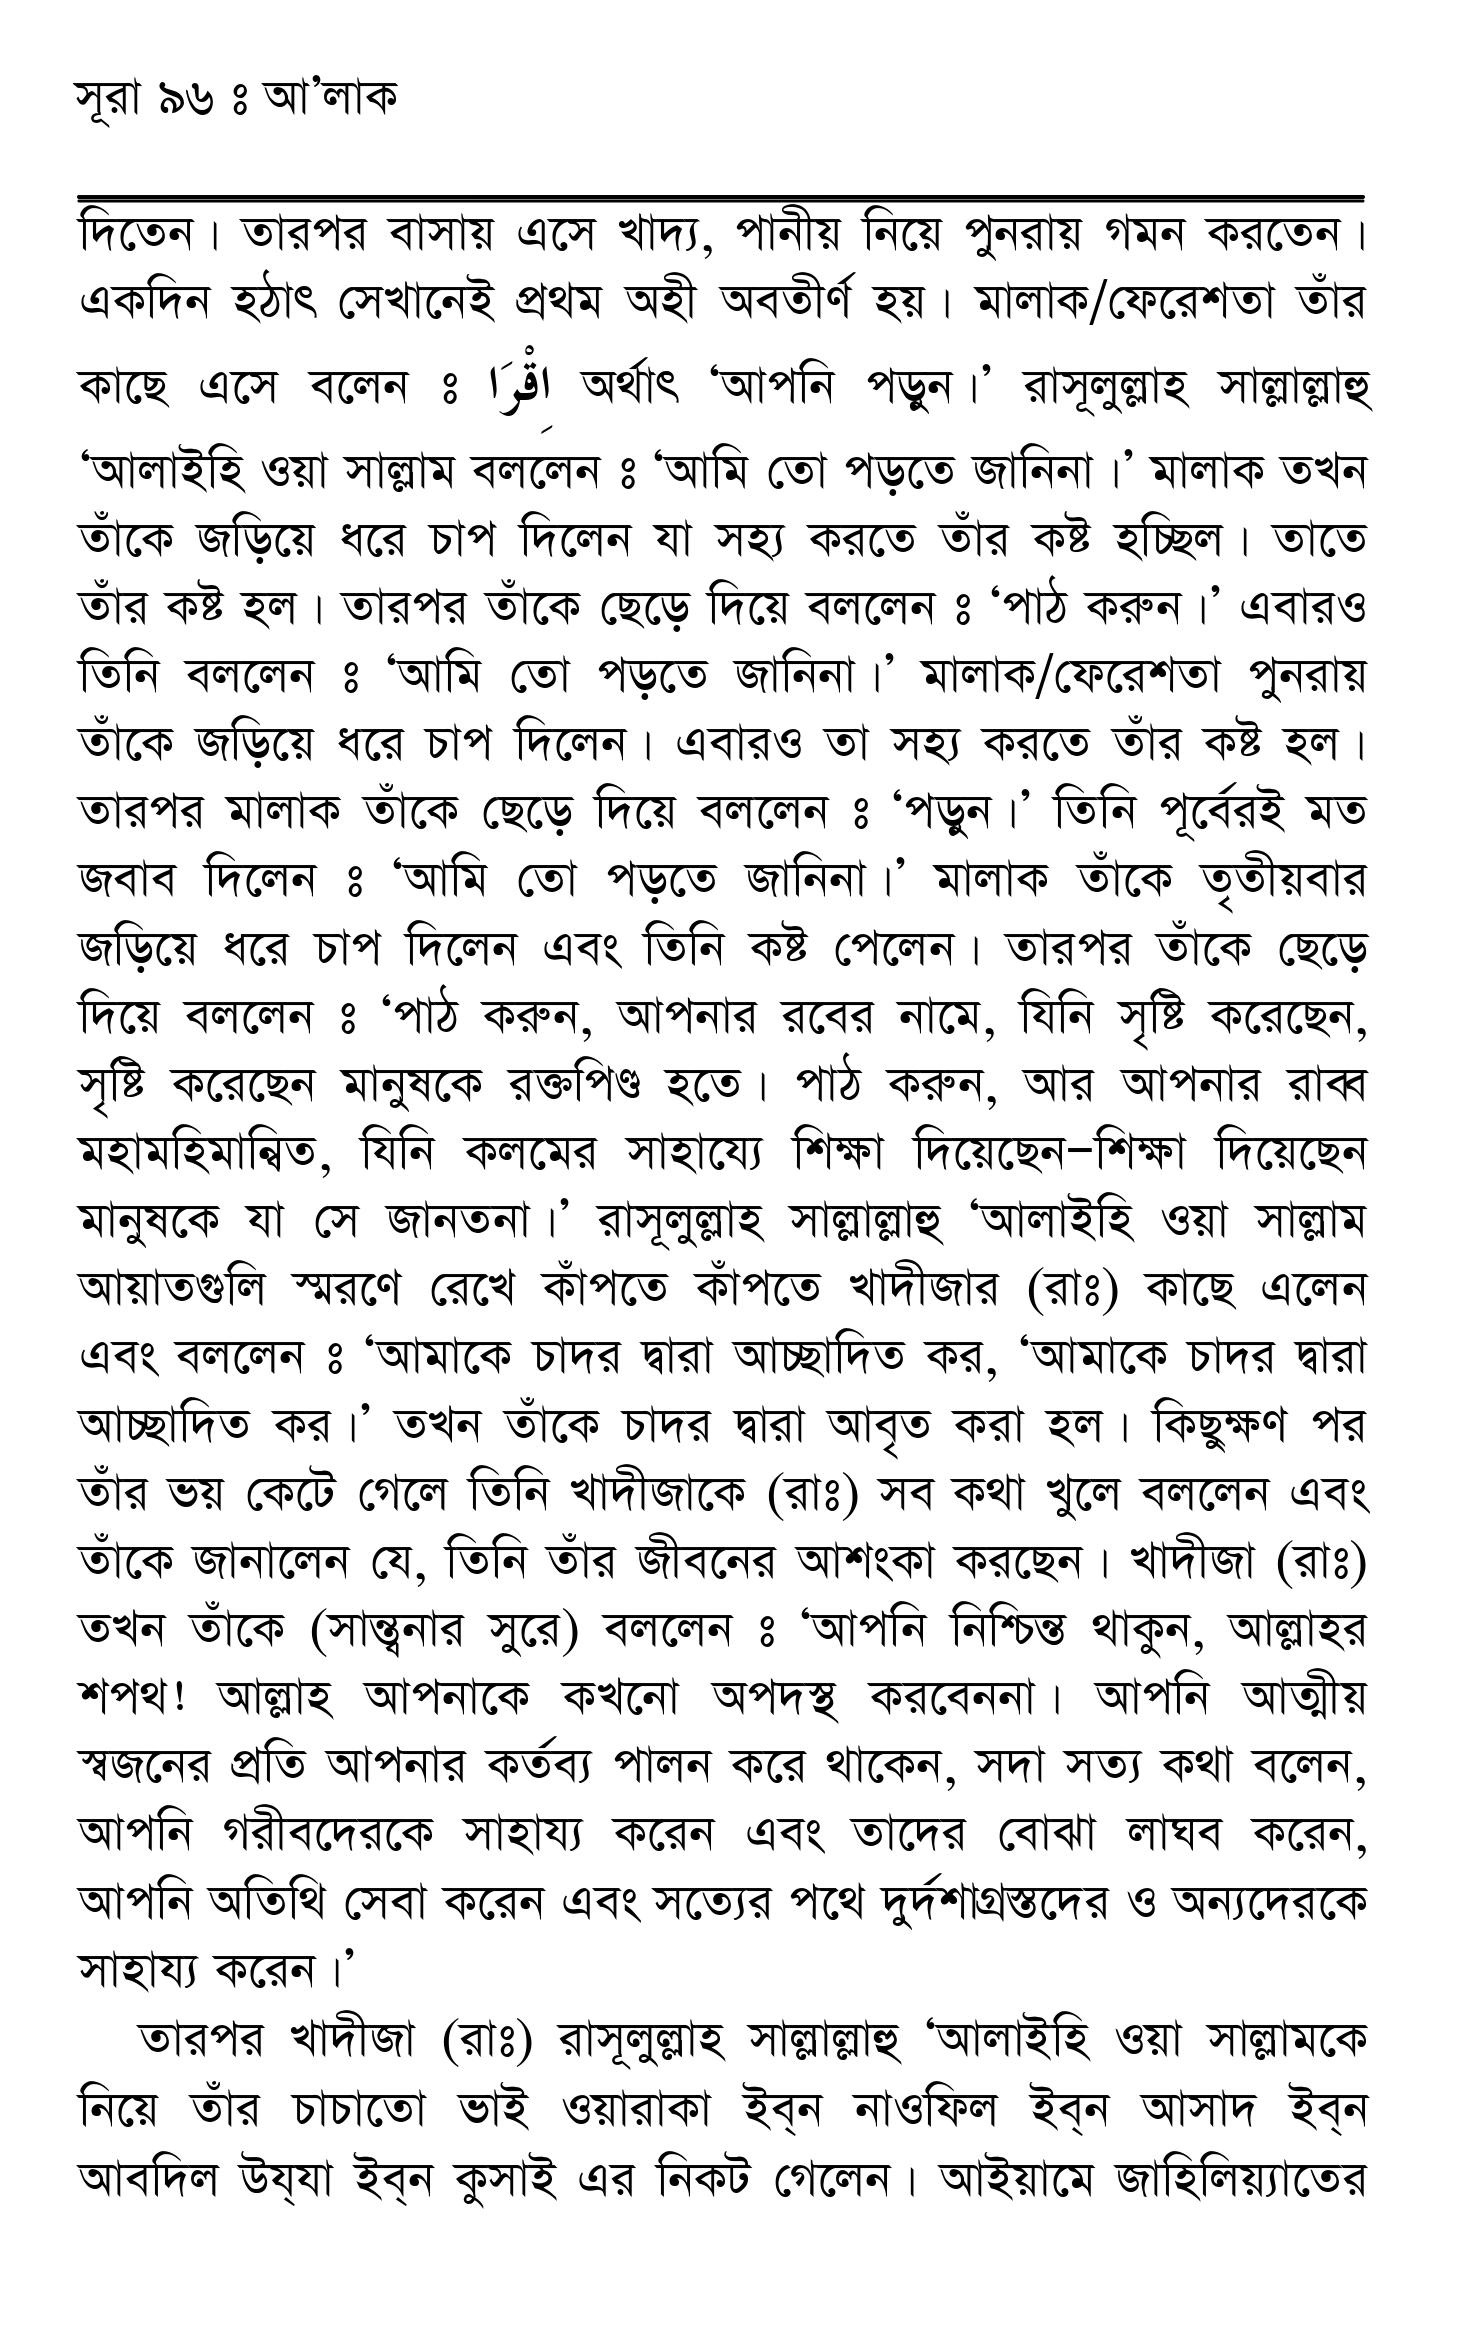 সূরা ৯৬ ঃ আ’লাক
দিতেন। তারপর বাসায় এসে খাদ্য, পানীয় নিয়ে পুনরায় গমন করতেন।
একদিন হঠাৎ সেখানেই প্রথম অহী অবতীর্ণ হয়। মালাক/ফেরেশতা তাঁর
কাছে এসে বলেন ঃ اِقْرَا অর্থাৎ ‘আপনি পড়ুন।’ রাসূলুল্লাহ সাল্লাল্লাহু
‘আলাইহি ওয়া সাল্লাম বললেন ঃ ‘আমি তো পড়তে জানিনা।’ মালাক তখন
তাঁকে জড়িয়ে ধরে চাপ দিলেন যা সহ্য করতে তাঁর কষ্ট হচ্ছিল। তাতে
তাঁর কষ্ট হল। তারপর তাঁকে ছেড়ে দিয়ে বললেন ঃ ‘পাঠ করুন।’ এবারও
তিনি বললেন ঃ ‘আমি তো পড়তে জানিনা।’ মালাক/ফেরেশতা পুনরায়
তাঁকে জড়িয়ে ধরে চাপ দিলেন। এবারও তা সহ্য করতে তাঁর কষ্ট হল।
তারপর মালাক তাঁকে ছেড়ে দিয়ে বললেন ঃ ‘পড়ুন।’ তিনি পূর্বেরই মত
জবাব দিলেন ঃ ‘আমি তো পড়তে জানিনা।’ মালাক তাঁকে তৃতীয়বার
জড়িয়ে ধরে চাপ দিলেন এবং তিনি কষ্ট পেলেন। তারপর তাঁকে ছেড়ে
দিয়ে বললেন ঃ ‘পাঠ করুন, আপনার রবের নামে, যিনি সৃষ্টি করেছেন,
সৃষ্টি করেছেন মানুষকে রক্তপিণ্ড হতে। পাঠ করুন, আর আপনার রাব্ব
মহামহিমান্বিত, যিনি কলমের সাহায্যে শিক্ষা দিয়েছেন–শিক্ষা দিয়েছেন
মানুষকে যা সে জানতনা।’ রাসূলুল্লাহ সাল্লাল্লাহু ‘আলাইহি ওয়া সাল্লাম
আয়াতগুলি স্মরণে রেখে কাঁপতে কাঁপতে খাদীজার (রাঃ) কাছে এলেন
এবং বললেন ঃ ‘আমাকে চাদর দ্বারা আচ্ছাদিত কর, ‘আমাকে চাদর দ্বারা
আচ্ছাদিত কর।’ তখন তাঁকে চাদর দ্বারা আবৃত করা হল। কিছুক্ষণ পর
তাঁর ভয় কেটে গেলে তিনি খাদীজাকে (রাঃ) সব কথা খুলে বললেন এবং
তাঁকে জানালেন যে, তিনি তাঁর জীবনের আশংকা করছেন। খাদীজা (রাঃ)
তখন তাঁকে (সান্ত্বনার সুরে) বললেন ঃ ‘আপনি নিশ্চিন্ত থাকুন, আল্লাহর
শপথ! আল্লাহ আপনাকে কখনো অপদস্থ করবেননা। আপনি আত্মীয়
স্বজনের প্রতি আপনার কর্তব্য পালন করে থাকেন, সদা সত্য কথা বলেন,
আপনি গরীবদেরকে সাহায্য করেন এবং তাদের বোঝা লাঘব করেন,
আপনি অতিথি সেবা করেন এবং সত্যের পথে দুর্দশাগ্রস্তদের ও অন্যদেরকে
সাহায্য করেন।’
তারপর খাদীজা (রাঃ) রাসূলুল্লাহ সাল্লাল্লাহু ‘আলাইহি ওয়া সাল্লামকে
নিয়ে তাঁর চাচাতো ভাই ওয়ারাকা ইব্‌ন নাওফিল ইব্‌ন আসাদ ইব্‌ন
আবদিল উয্‌যা ইব্‌ন কুসাই এর নিকট গেলেন। আইয়ামে জাহিলিয়্যাতের